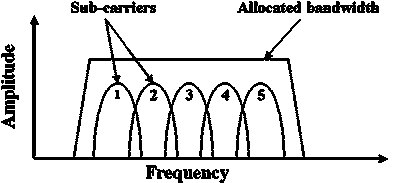 Sub-carriers
Allocated bandwidth
Amplitude
1 2 3 4 5
Frequency